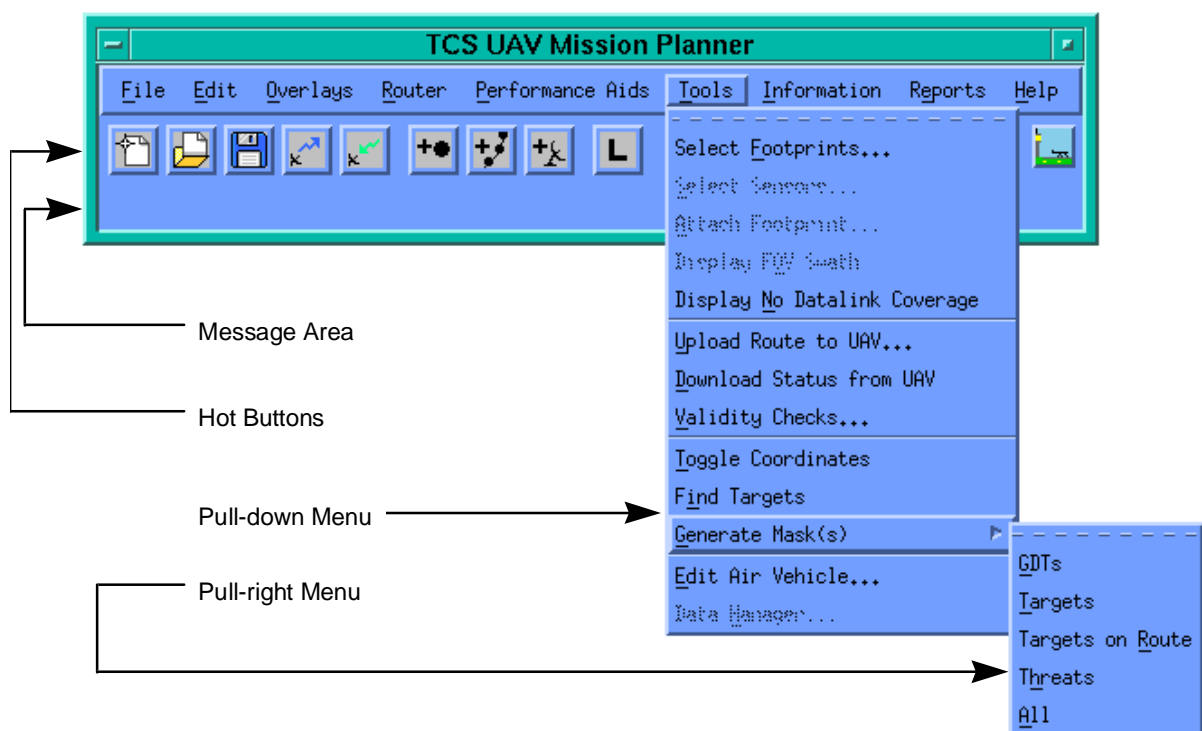 TCS UAV Mission Planner
File Edit Overlays Router Performance Aids Tools Information Reports Help
L
Select Footprints...
Select Sensors...
Attach Footprint...
Display FOV Swath
Display No Datalink Coverage
Upload Route to UAV...
Download Status from UAV
Validity Checks...
Toggle Coordinates
Find Targets
Generate Mask(s)
Edit Air Vehicle...
Data Manager...
GDTs
Targets
Targets on Route
Threats
All
Message Area
Hot Buttons
Pull-down Menu
Pull-right Menu